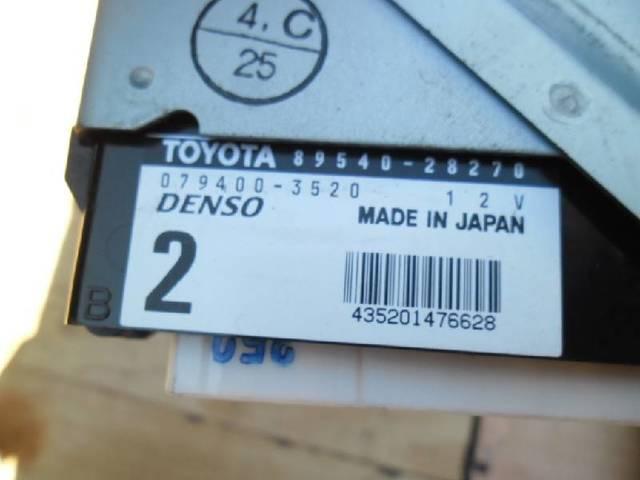 4. C
25
TOYOTA 89540-28270
079400-3520 12V
DENSO MADE IN JAPAN
2
B
435201476628